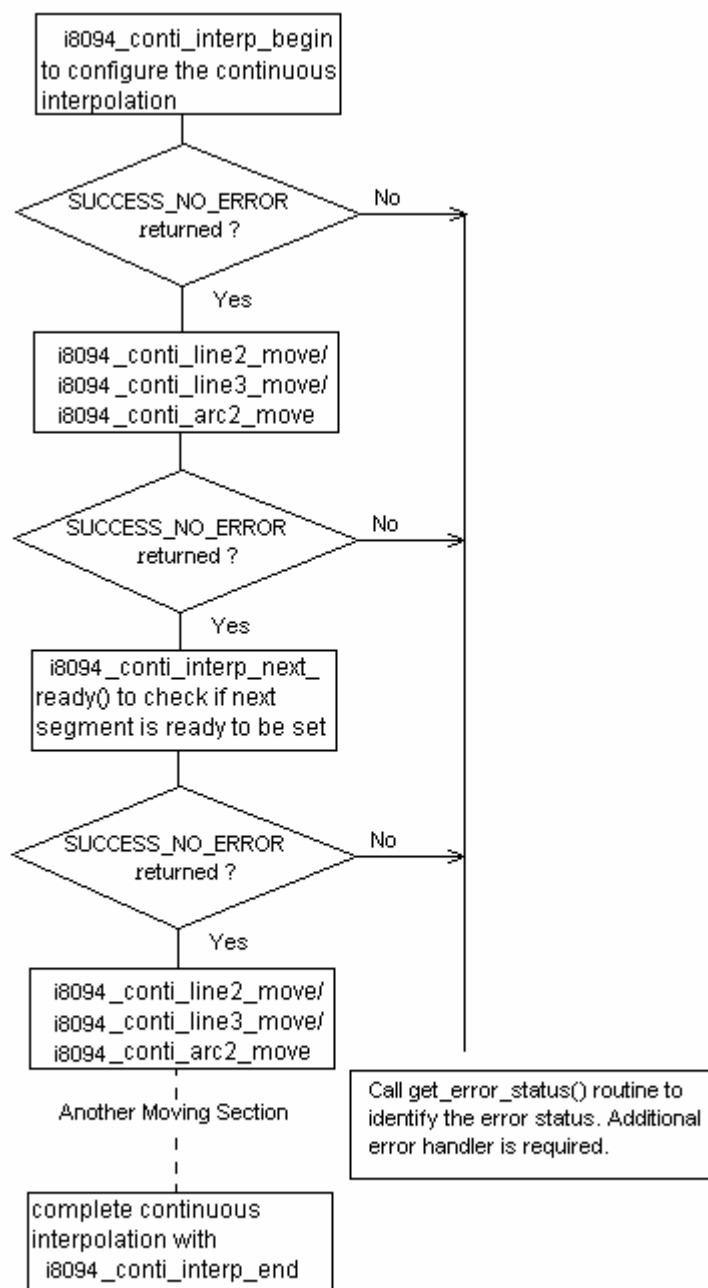 i8094_conti_interp_begin
to configure the continuous
interpolation
SUCCESS_NO_ERROR
returned ?
No
Yes
i8094_conti_line2_move/
i8094_conti_line3_move/
i8094_conti_arc2_move
SUCCESS_NO_ERROR
returned ?
No
Yes
i8094_conti_interp_next_
ready() to check if next
segment is ready to be set
SUCCESS_NO_ERROR
returned ?
No
Yes
i8094_conti_line2_move/
i8094_conti_line3_move/
i8094_conti_arc2_move
Another Moving Section
Call get_error_status() routine to
identify the error status. Additional
error handler is required.
complete continuous
interpolation with
i8094_conti_interp_end